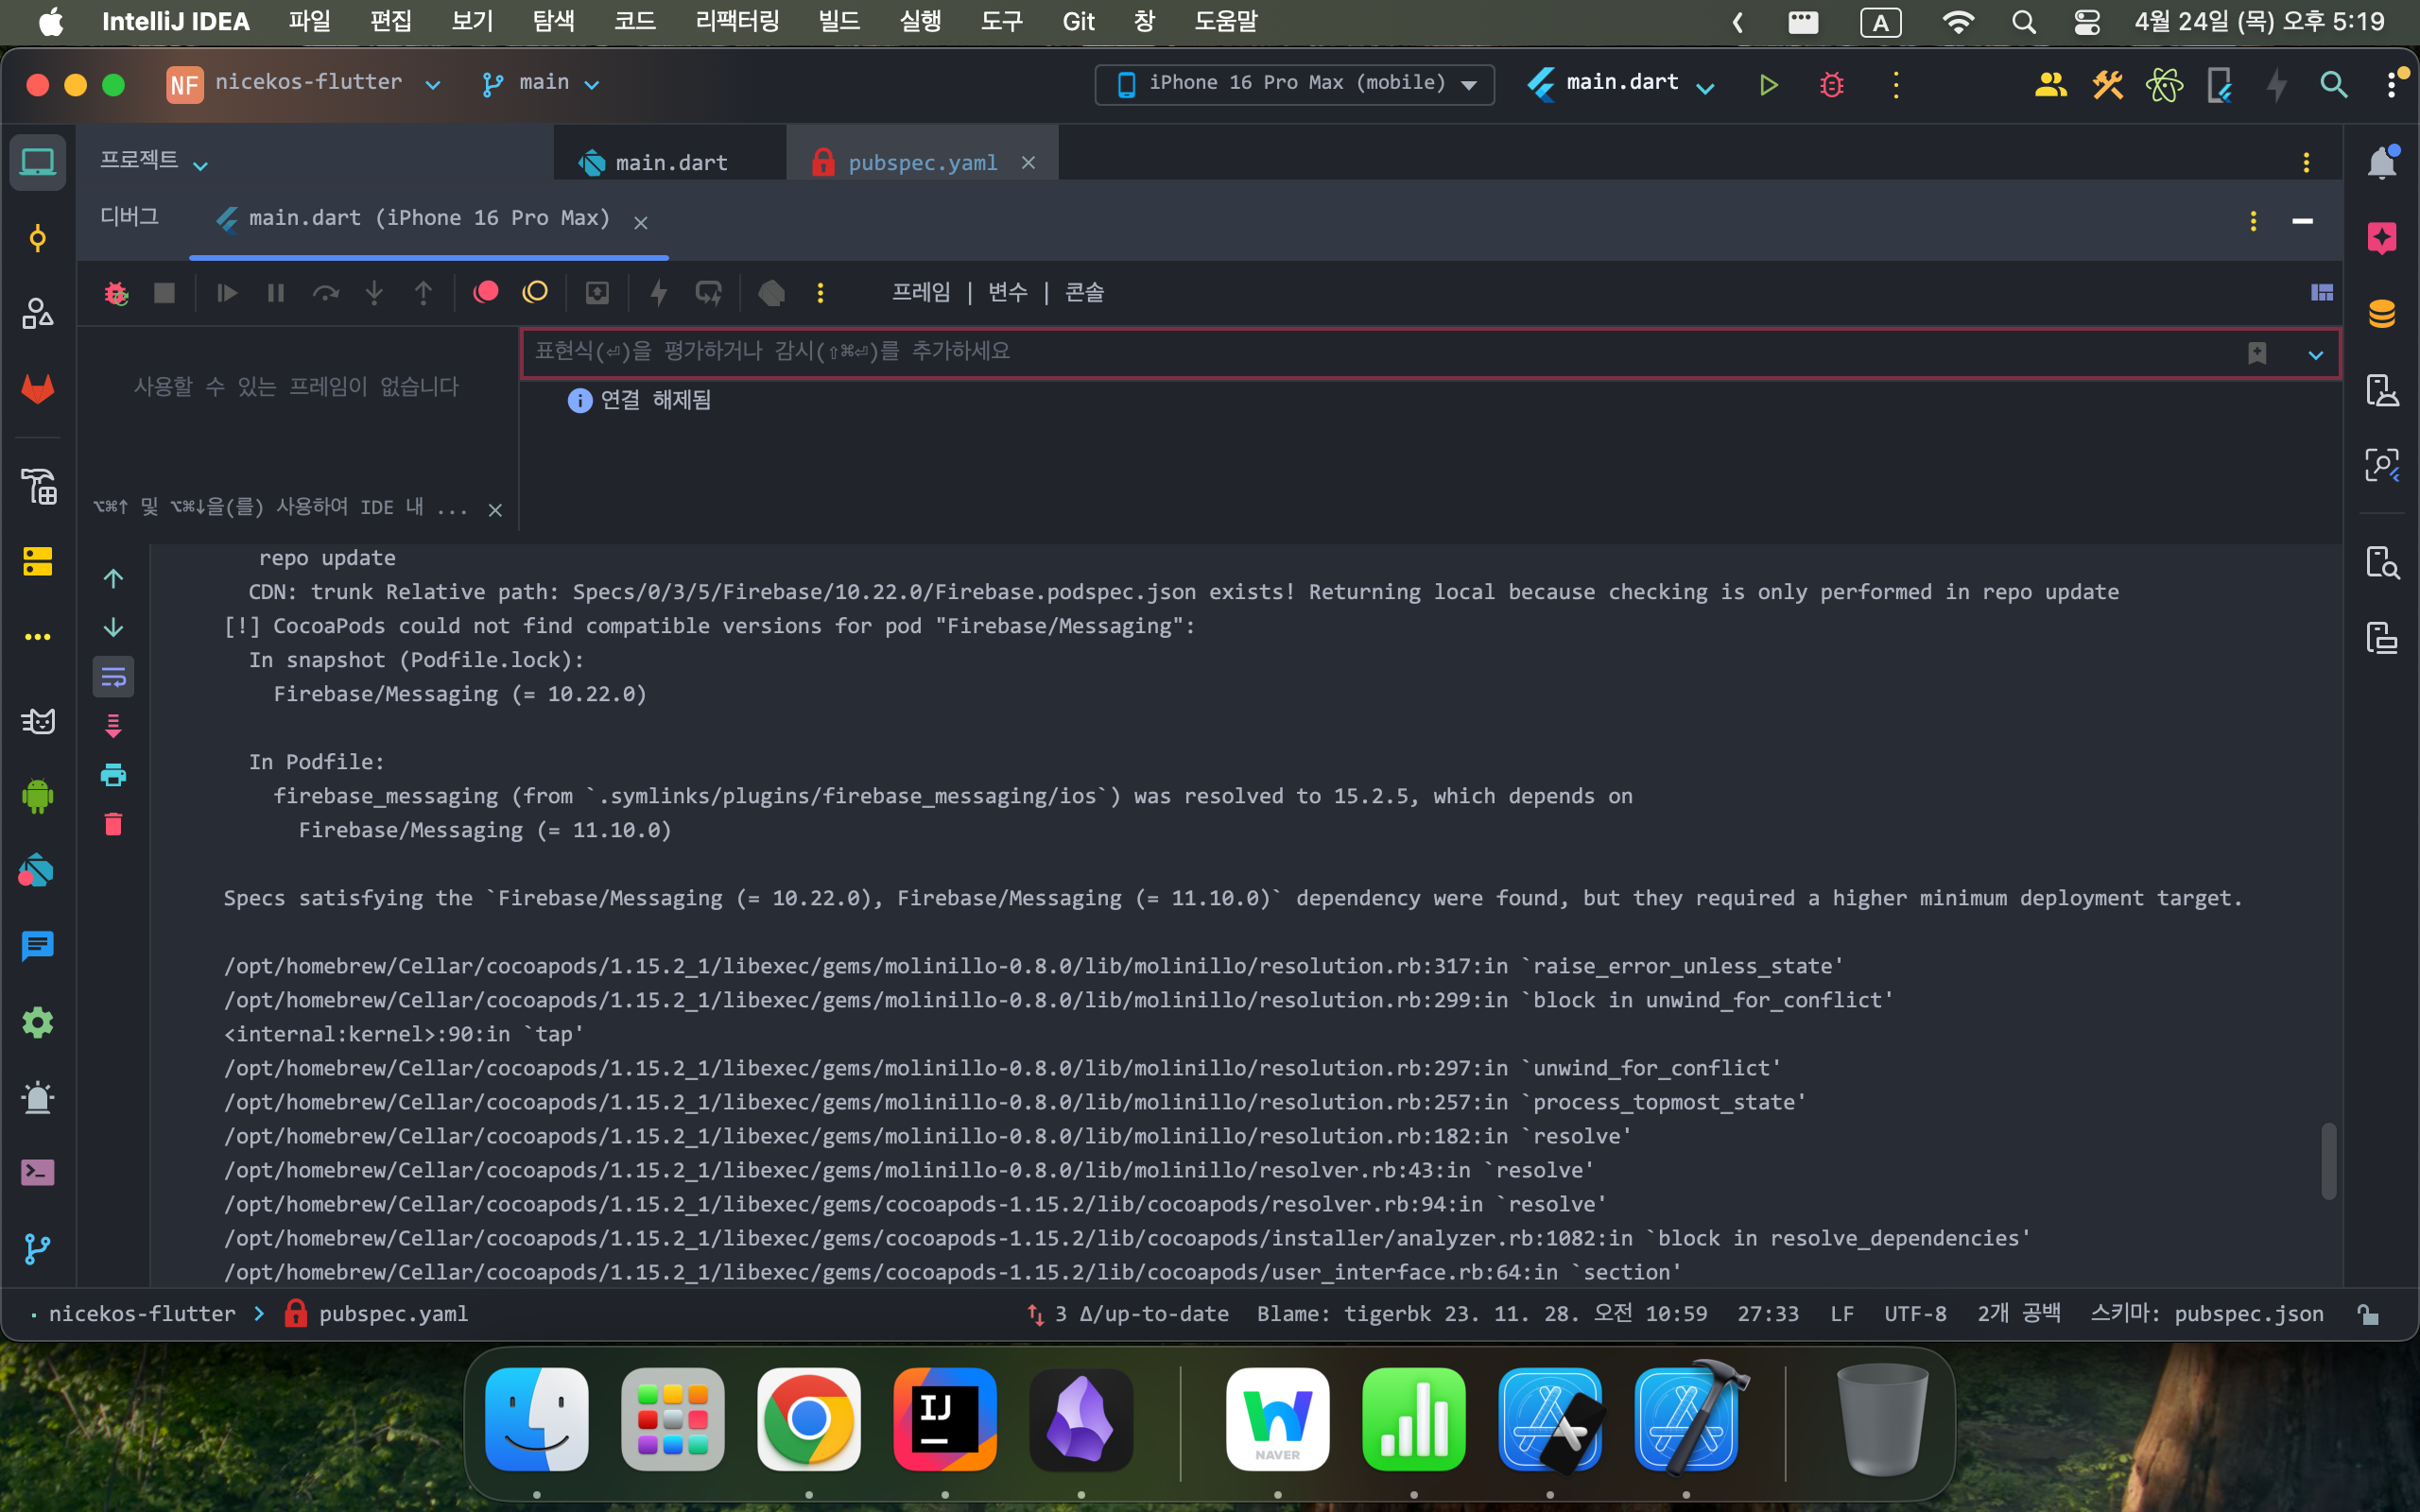 IntelliJ IDEA 파일 편집 보기 탐색 코드 리팩터링 빌드 실행 도구 Git 창 도움말 A 4월 24일 (목) 오후 5:19
NF nicekos-flutter main iPhone 16 Pro Max (mobile) main.dart
프로젝트 main.dart pubspec.yaml
디버그 main.dart (iPhone 16 Pro Max)
프레임 | 변수 | 콘솔
표현식(⏎)을 평가하거나 감시(⇧⌘⏎)를 추가하세요
사용할 수 있는 프레임이 없습니다
연결 해제됨
⌥⌘↑ 및 ⌥⌘↓을(를) 사용하여 IDE 내 ...
repo update
CDN: trunk Relative path: Specs/0/3/5/Firebase/10.22.0/Firebase.podspec.json exists! Returning local because checking is only performed in repo update
[!] CocoaPods could not find compatible versions for pod "Firebase/Messaging":
In snapshot (Podfile.lock):
Firebase/Messaging (= 10.22.0)
In Podfile:
firebase_messaging (from `.symlinks/plugins/firebase_messaging/ios`) was resolved to 15.2.5, which depends on
Firebase/Messaging (= 11.10.0)
Specs satisfying the `Firebase/Messaging (= 10.22.0), Firebase/Messaging (= 11.10.0)` dependency were found, but they required a higher minimum deployment target.
/opt/homebrew/Cellar/cocoapods/1.15.2_1/libexec/gems/molinillo-0.8.0/lib/molinillo/resolution.rb:317:in `raise_error_unless_state'
/opt/homebrew/Cellar/cocoapods/1.15.2_1/libexec/gems/molinillo-0.8.0/lib/molinillo/resolution.rb:299:in `block in unwind_for_conflict'
<internal:kernel>:90:in `tap'
/opt/homebrew/Cellar/cocoapods/1.15.2_1/libexec/gems/molinillo-0.8.0/lib/molinillo/resolution.rb:297:in `unwind_for_conflict'
/opt/homebrew/Cellar/cocoapods/1.15.2_1/libexec/gems/molinillo-0.8.0/lib/molinillo/resolution.rb:257:in `process_topmost_state'
/opt/homebrew/Cellar/cocoapods/1.15.2_1/libexec/gems/molinillo-0.8.0/lib/molinillo/resolution.rb:182:in `resolve'
/opt/homebrew/Cellar/cocoapods/1.15.2_1/libexec/gems/molinillo-0.8.0/lib/molinillo/resolver.rb:43:in `resolve'
/opt/homebrew/Cellar/cocoapods/1.15.2_1/libexec/gems/cocoapods-1.15.2/lib/cocoapods/resolver.rb:94:in `resolve'
/opt/homebrew/Cellar/cocoapods/1.15.2_1/libexec/gems/cocoapods-1.15.2/lib/cocoapods/installer/analyzer.rb:1082:in `block in resolve_dependencies'
/opt/homebrew/Cellar/cocoapods/1.15.2_1/libexec/gems/cocoapods-1.15.2/lib/cocoapods/user_interface.rb:64:in `section'
nicekos-flutter > pubspec.yaml 3 ∆/up-to-date Blame: tigerbk 23. 11. 28. 오전 10:59 27:33 LF UTF-8 2개 공백 스키마: pubspec.json
IJ
NAVER